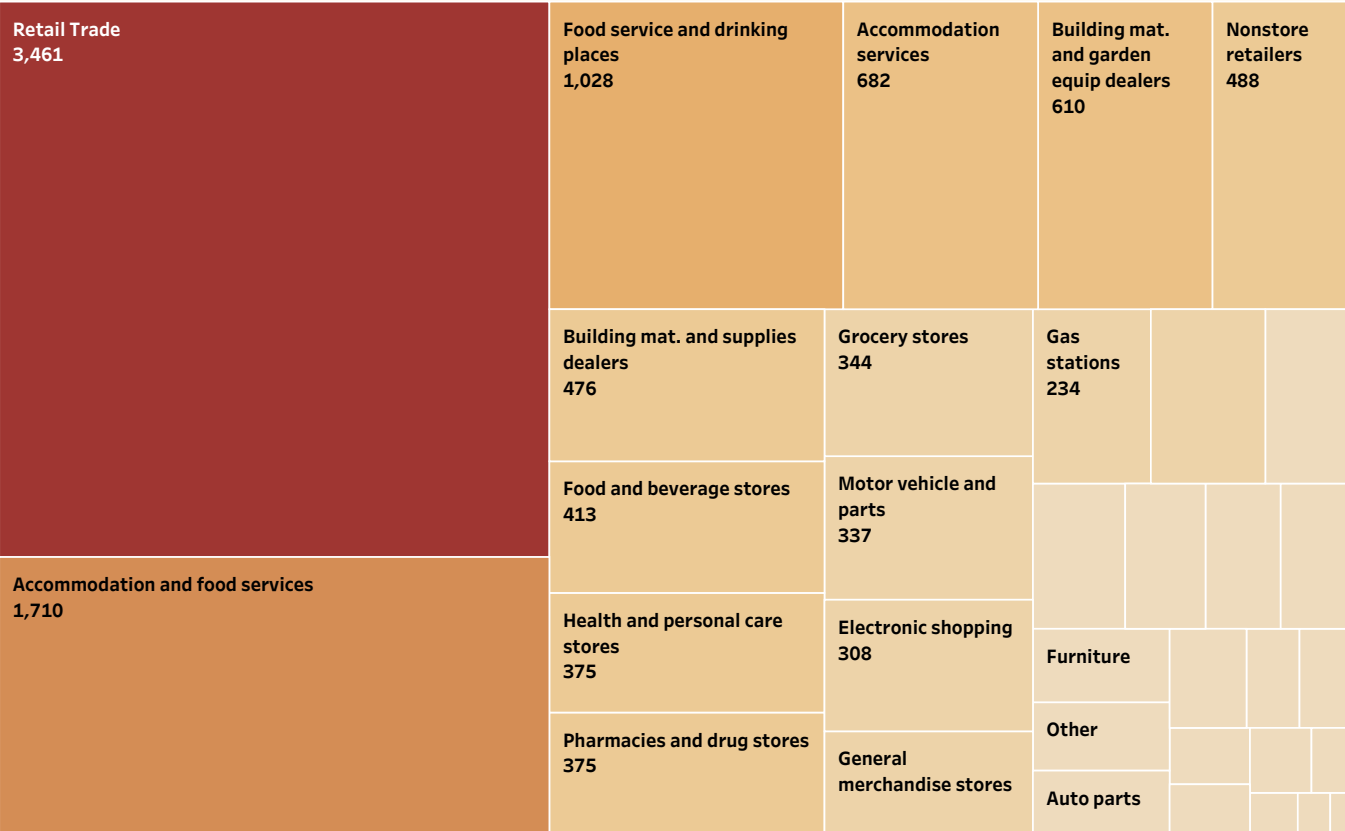 Retail Trade
3,461
Accommodation and food services
1,710
Food service and drinking
places
1,028
Accommodation
services
682
Building mat.
and garden
equip dealers
610
Nonstore
retailers
488
Building mat. and supplies
dealers
476
Food and beverage stores
413
Health and personal care
stores
375
Pharmacies and drug stores
375
Grocery stores
344
Motor vehicle and
parts
337
Electronic shopping
308
General
merchandise stores
Gas
stations
234
Furniture
Other
Auto parts